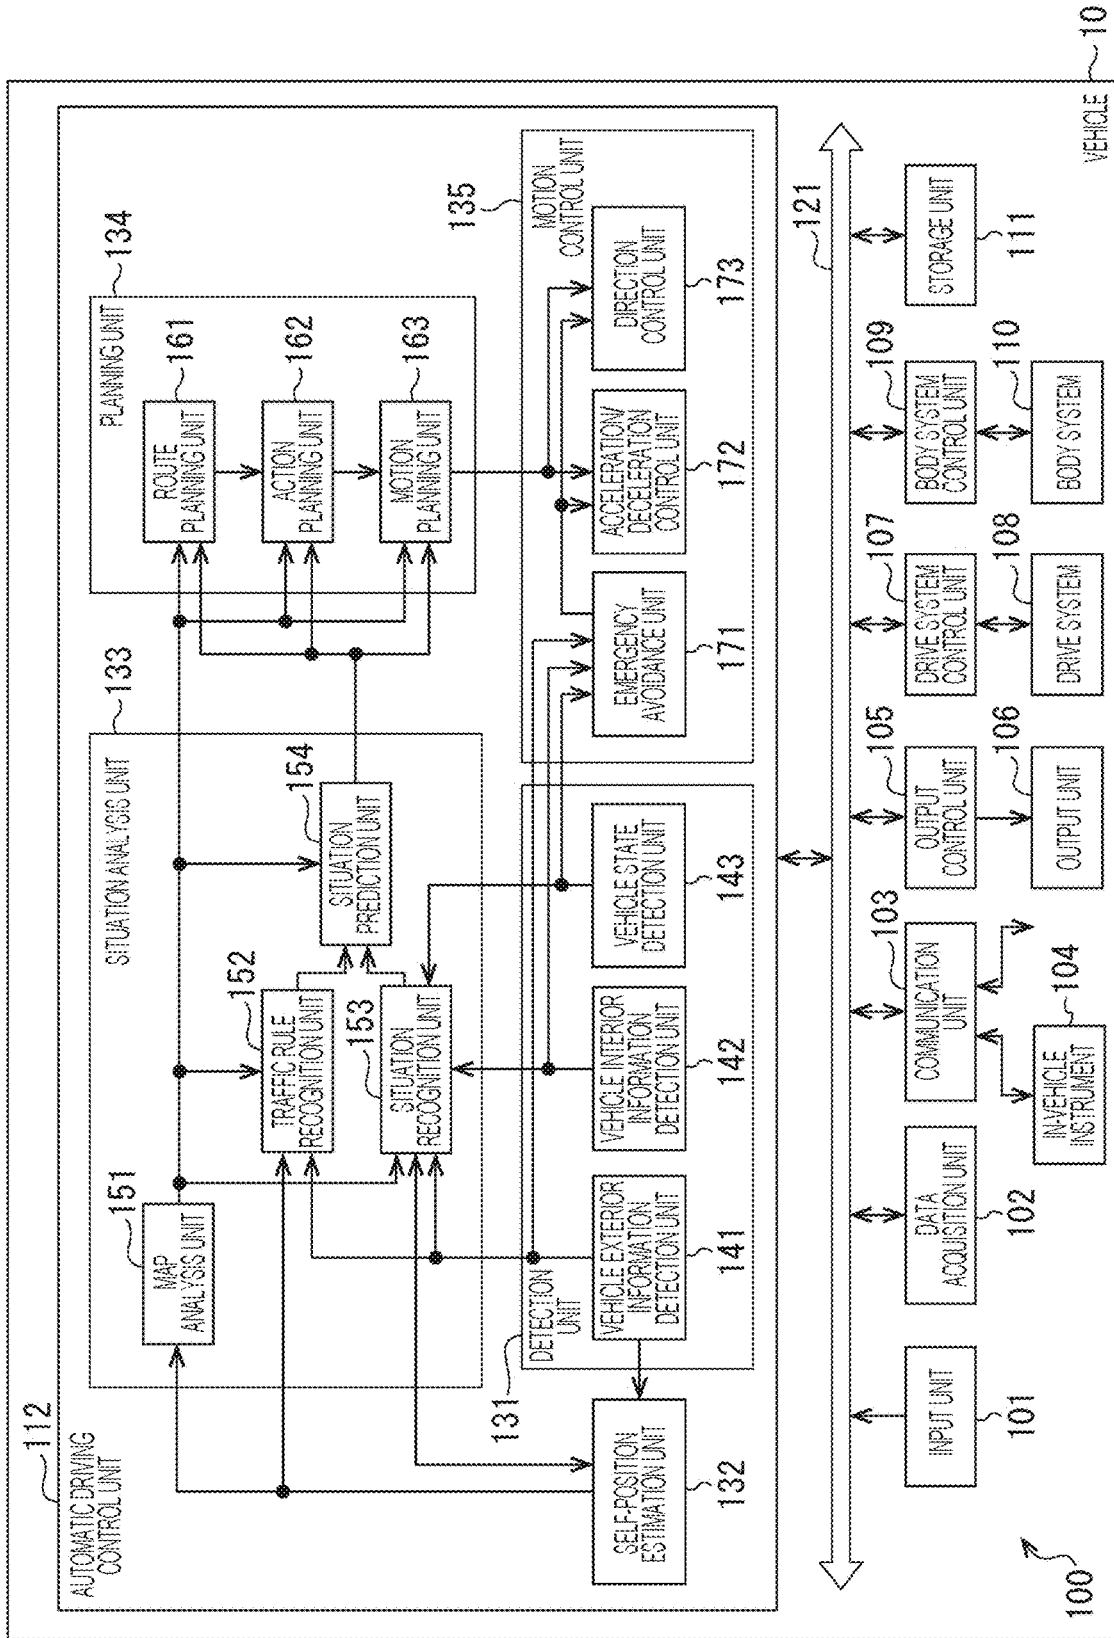 10
VEHICLE
100
112
AUTOMATIC DRIVING
CONTROL UNIT
133
SITUATION ANALYSIS UNIT
151
MAP
ANALYSIS UNIT
152
TRAFFIC RULE
RECOGNITION UNIT
153
SITUATION
RECOGNITION UNIT
154
SITUATION
PREDICTION UNIT
134
PLANNING UNIT
161
ROUTE
PLANNING UNIT
162
ACTION
PLANNING UNIT
163
MOTION
PLANNING UNIT
132
SELF-POSITION
ESTIMATION UNIT
131
DETECTION
UNIT
VEHICLE EXTERIOR
INFORMATION
DETECTION UNIT
141
VEHICLE INTERIOR
INFORMATION
DETECTION UNIT
142
VEHICLE STATE
DETECTION UNIT
143
135
MOTION
CONTROL UNIT
EMERGENCY
AVOIDANCE UNIT
171
ACCELERATION/
DECELERATION
CONTROL UNIT
172
DIRECTION
CONTROL UNIT
173
121
INPUT UNIT
101
DATA
ACQUISITION UNIT
102
103
COMMUNICATION
UNIT
104
IN-VEHICLE
INSTRUMENT
105
OUTPUT
CONTROL UNIT
106
OUTPUT UNIT
107
DRIVE SYSTEM
CONTROL UNIT
108
DRIVE SYSTEM
109
BODY SYSTEM
CONTROL UNIT
110
BODY SYSTEM
STORAGE UNIT
111